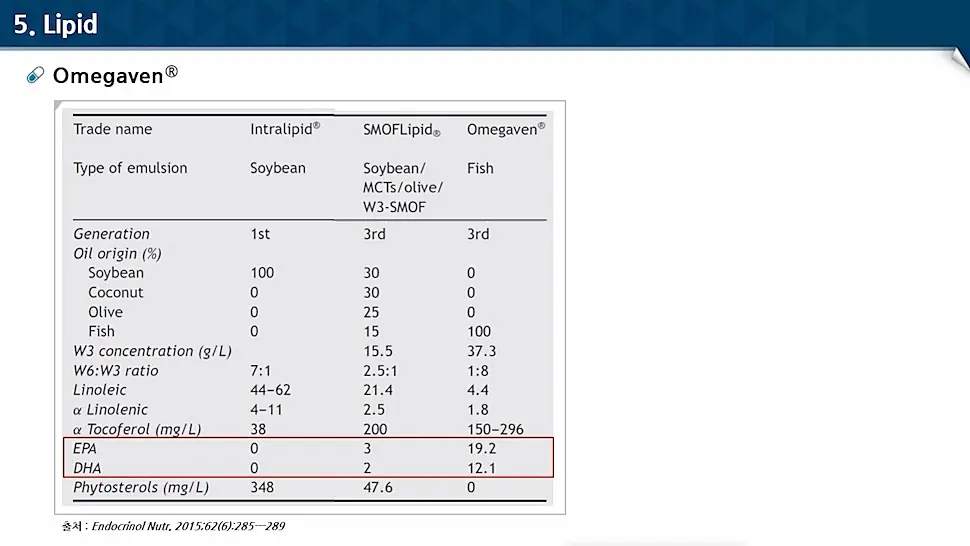 5. Lipid
Omegaven®
Trade name Intralipid® SMOFLipid® Omegaven®
Type of emulsion Soybean Soybean/ Fish
MCTs/olive/
W3-SMOF
Generation 1st 3rd 3rd
Oil origin (%)
Soybean 100 30 0
Coconut 0 30 0
Olive 0 25 0
Fish 0 15 100
W3 concentration (g/L) 15.5 37.3
W6:W3 ratio 7:1 2.5:1 1:8
Linoleic 44–62 21.4 4.4
α Linolenic 4–11 2.5 1.8
α Tocoferol (mg/L) 38 200 150–296
EPA 0 3 19.2
DHA 0 2 12.1
Phytosterols (mg/L) 348 47.6 0
출처 : Endocrinol Nutr. 2015;62(6):285—289